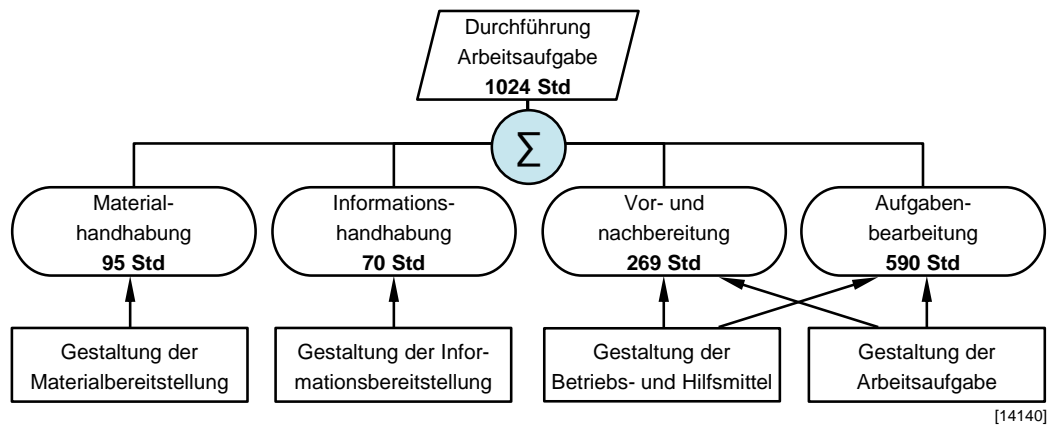 Durchführung
Arbeitsaufgabe
1024 Std
Σ
Material-
handhabung
95 Std
Informations-
handhabung
70 Std
Vor- und
nachbereitung
269 Std
Aufgaben-
bearbeitung
590 Std
Gestaltung der
Materialbereitstellung
Gestaltung der Infor-
mationsbereitstellung
Gestaltung der
Betriebs- und Hilfsmittel
Gestaltung der
Arbeitsaufgabe
[14140]